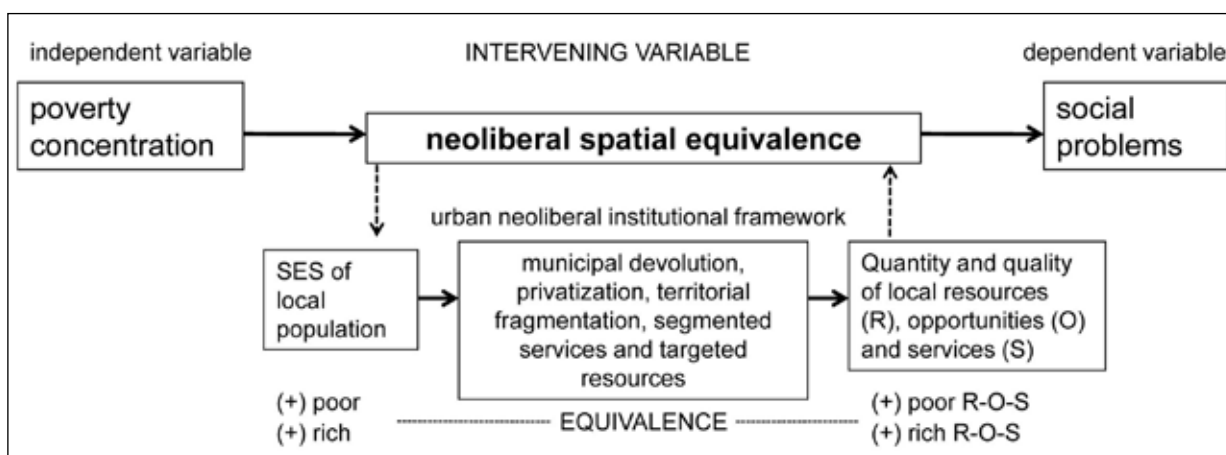 independent variable
INTERVENING VARIABLE
dependent variable
poverty
concentration
neoliberal spatial equivalence
social
problems
urban neoliberal institutional framework
SES of
local
population
municipal devolution,
privatization, territorial
fragmentation, segmented
services and targeted
resources
Quantity and quality
of local resources
(R), opportunities (O)
and services (S)
(+) poor
(+) rich
EQUIVALENCE
(+) poor R-O-S
(+) rich R-O-S